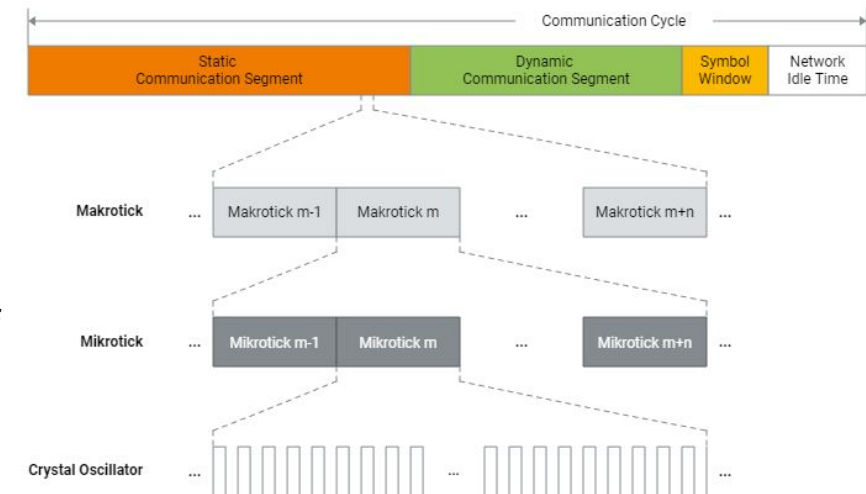 Communication Cycle
Static
Communication Segment
Dynamic
Communication Segment
Symbol
Window
Network
Idle Time
Makrotick ... Makrotick m-1 Makrotick m ... Makrotick m+n ...
Mikrotick ... Mikrotick m-1 Mikrotick m ... Mikrotick m+n ...
Crystal Oscillator ... ... ...